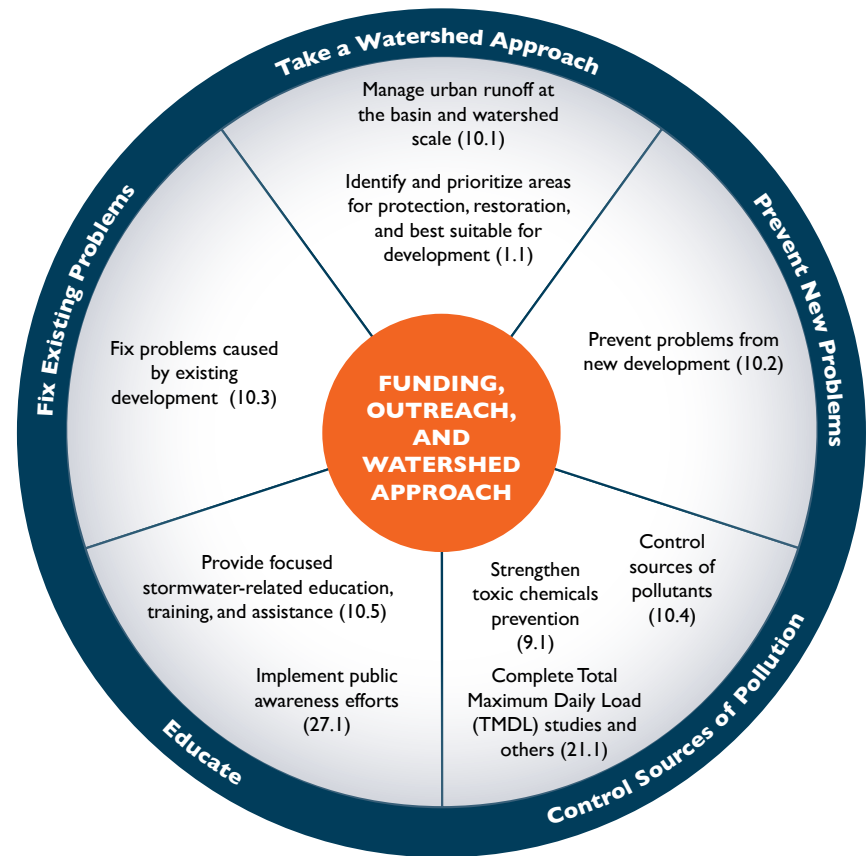 Take a Watershed Approach
Manage urban runoff at
the basin and watershed
scale (10.1)
Identify and prioritize areas
for protection, restoration,
and best suitable for
development (1.1)
Prevent New Problems
Prevent problems from
new development (10.2)
Control Sources of Pollution
Control
sources of
pollutants
(10.4)
Strengthen
toxic chemicals
prevention
(9.1)
Complete Total
Maximum Daily Load
(TMDL) studies and
others (21.1)
Educate
Provide focused
stormwater-related education,
training, and assistance (10.5)
Implement public
awareness efforts
(27.1)
Fix Existing Problems
Fix problems caused
by existing
development (10.3)
FUNDING,
OUTREACH,
AND
WATERSHED
APPROACH